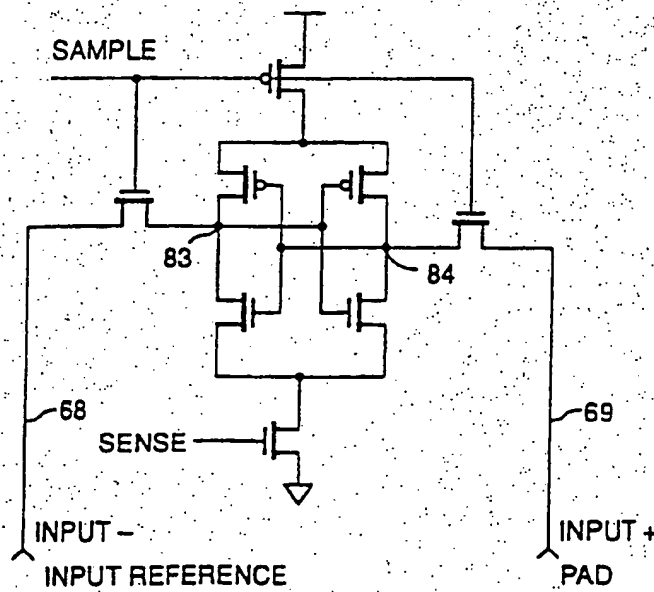 SAMPLE
83
84
68
69
SENSE
INPUT –
INPUT REFERENCE
INPUT +
PAD